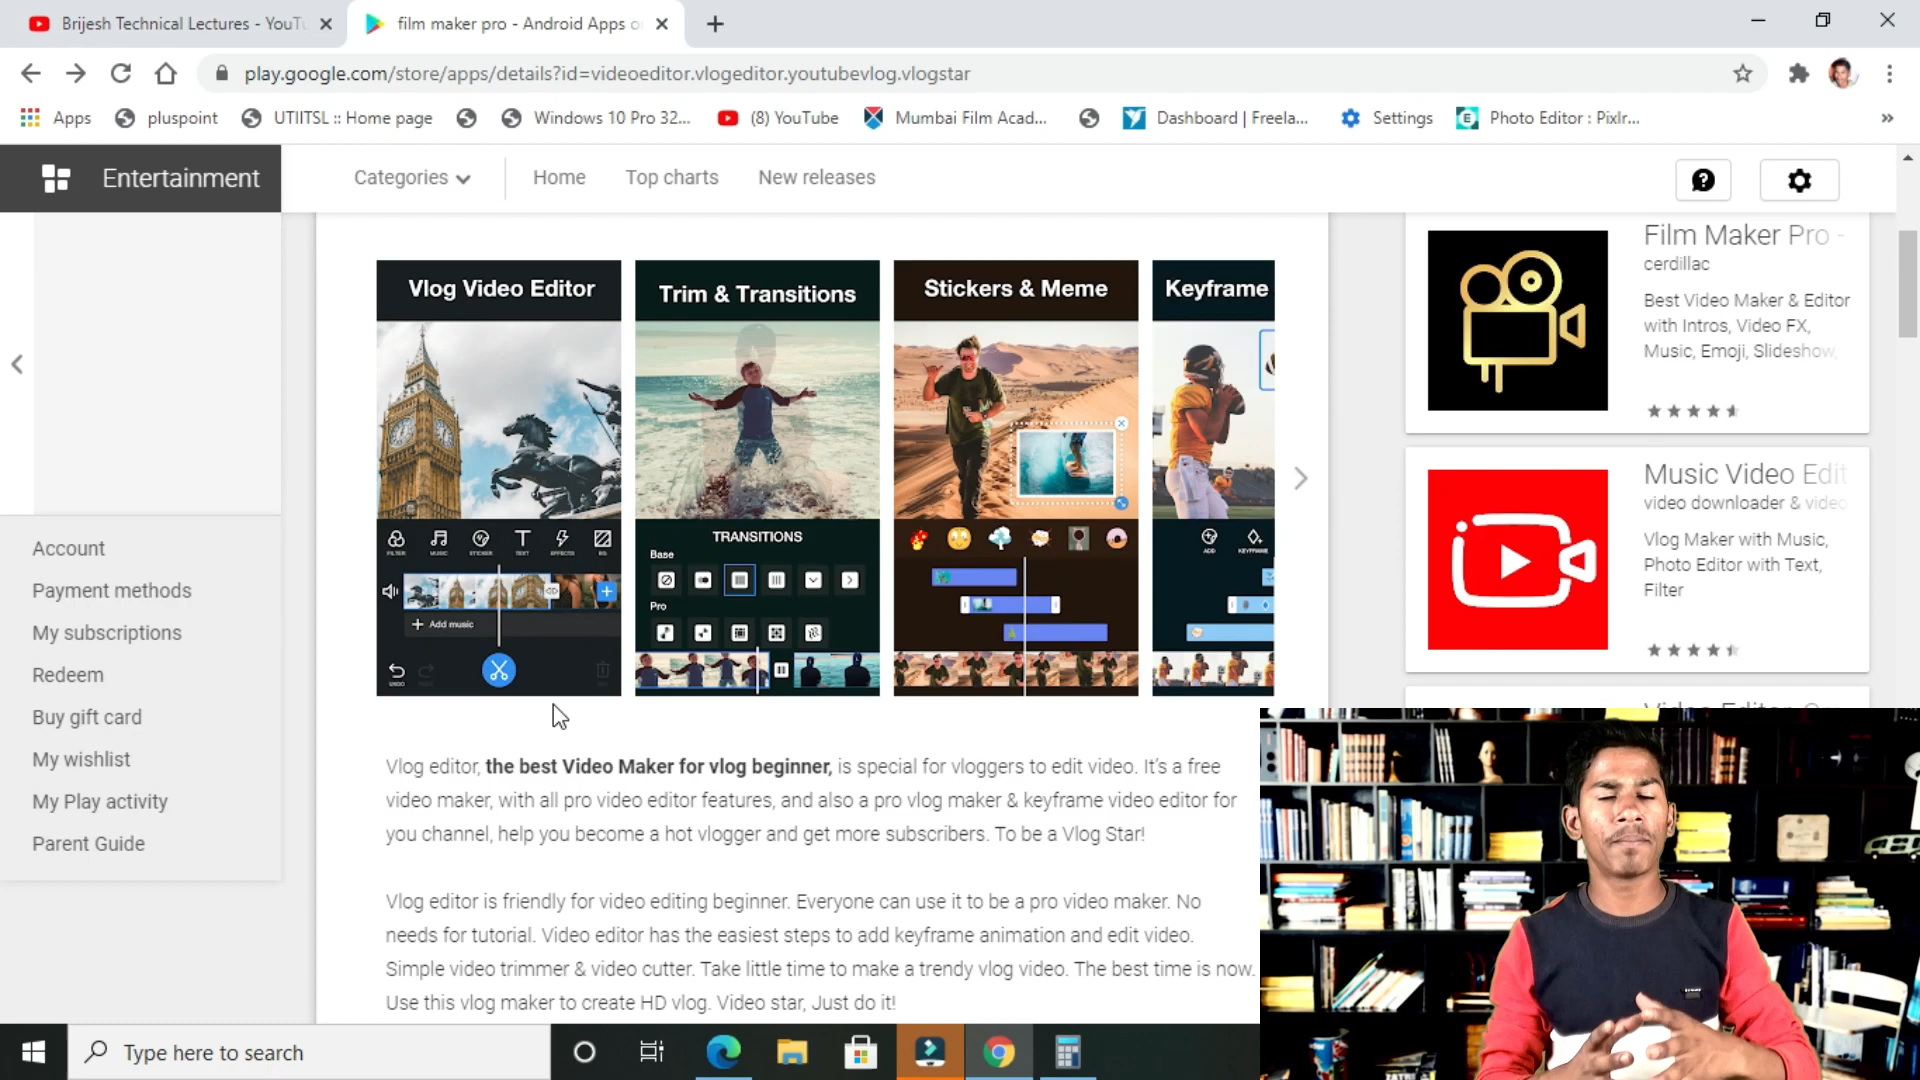 Brijesh Technical Lectures - YouTu
film maker pro - Android Apps o
play.google.com/store/apps/details?id=videoeditor.vlogeditor.youtubevlog.vlogstar
Apps
pluspoint
UTIITSL :: Home page
Windows 10 Pro 32...
(8) YouTube
Mumbai Film Acad...
Dashboard | Freela...
Settings
Photo Editor : Pixlr...
Entertainment
Categories
Home
Top charts
New releases
Account
Payment methods
My subscriptions
Redeem
Buy gift card
My wishlist
My Play activity
Parent Guide
Vlog Video Editor
FILTER
MUSIC
STICKER
TEXT
EFFECTS
BG
Add music
UNDO
Trim & Transitions
TRANSITIONS
Base
Pro
Stickers & Meme
Keyframe
ADD
KEYFRAME
Vlog editor, the best Video Maker for vlog beginner, is special for vloggers to edit video. It's a free
video maker, with all pro video editor features, and also a pro vlog maker & keyframe video editor for
you channel, help you become a hot vlogger and get more subscribers. To be a Vlog Star!
Vlog editor is friendly for video editing beginner. Everyone can use it to be a pro video maker. No
needs for tutorial. Video editor has the easiest steps to add keyframe animation and edit video.
Simple video trimmer & video cutter. Take little time to make a trendy vlog video. The best time is now.
Use this vlog maker to create HD vlog. Video star, Just do it!
Film Maker Pro -
cerdillac
Best Video Maker & Editor
with Intros, Video FX,
Music, Emoji, Slideshow,
Music Video Edit
video downloader & video
Vlog Maker with Music,
Photo Editor with Text,
Filter
Type here to search